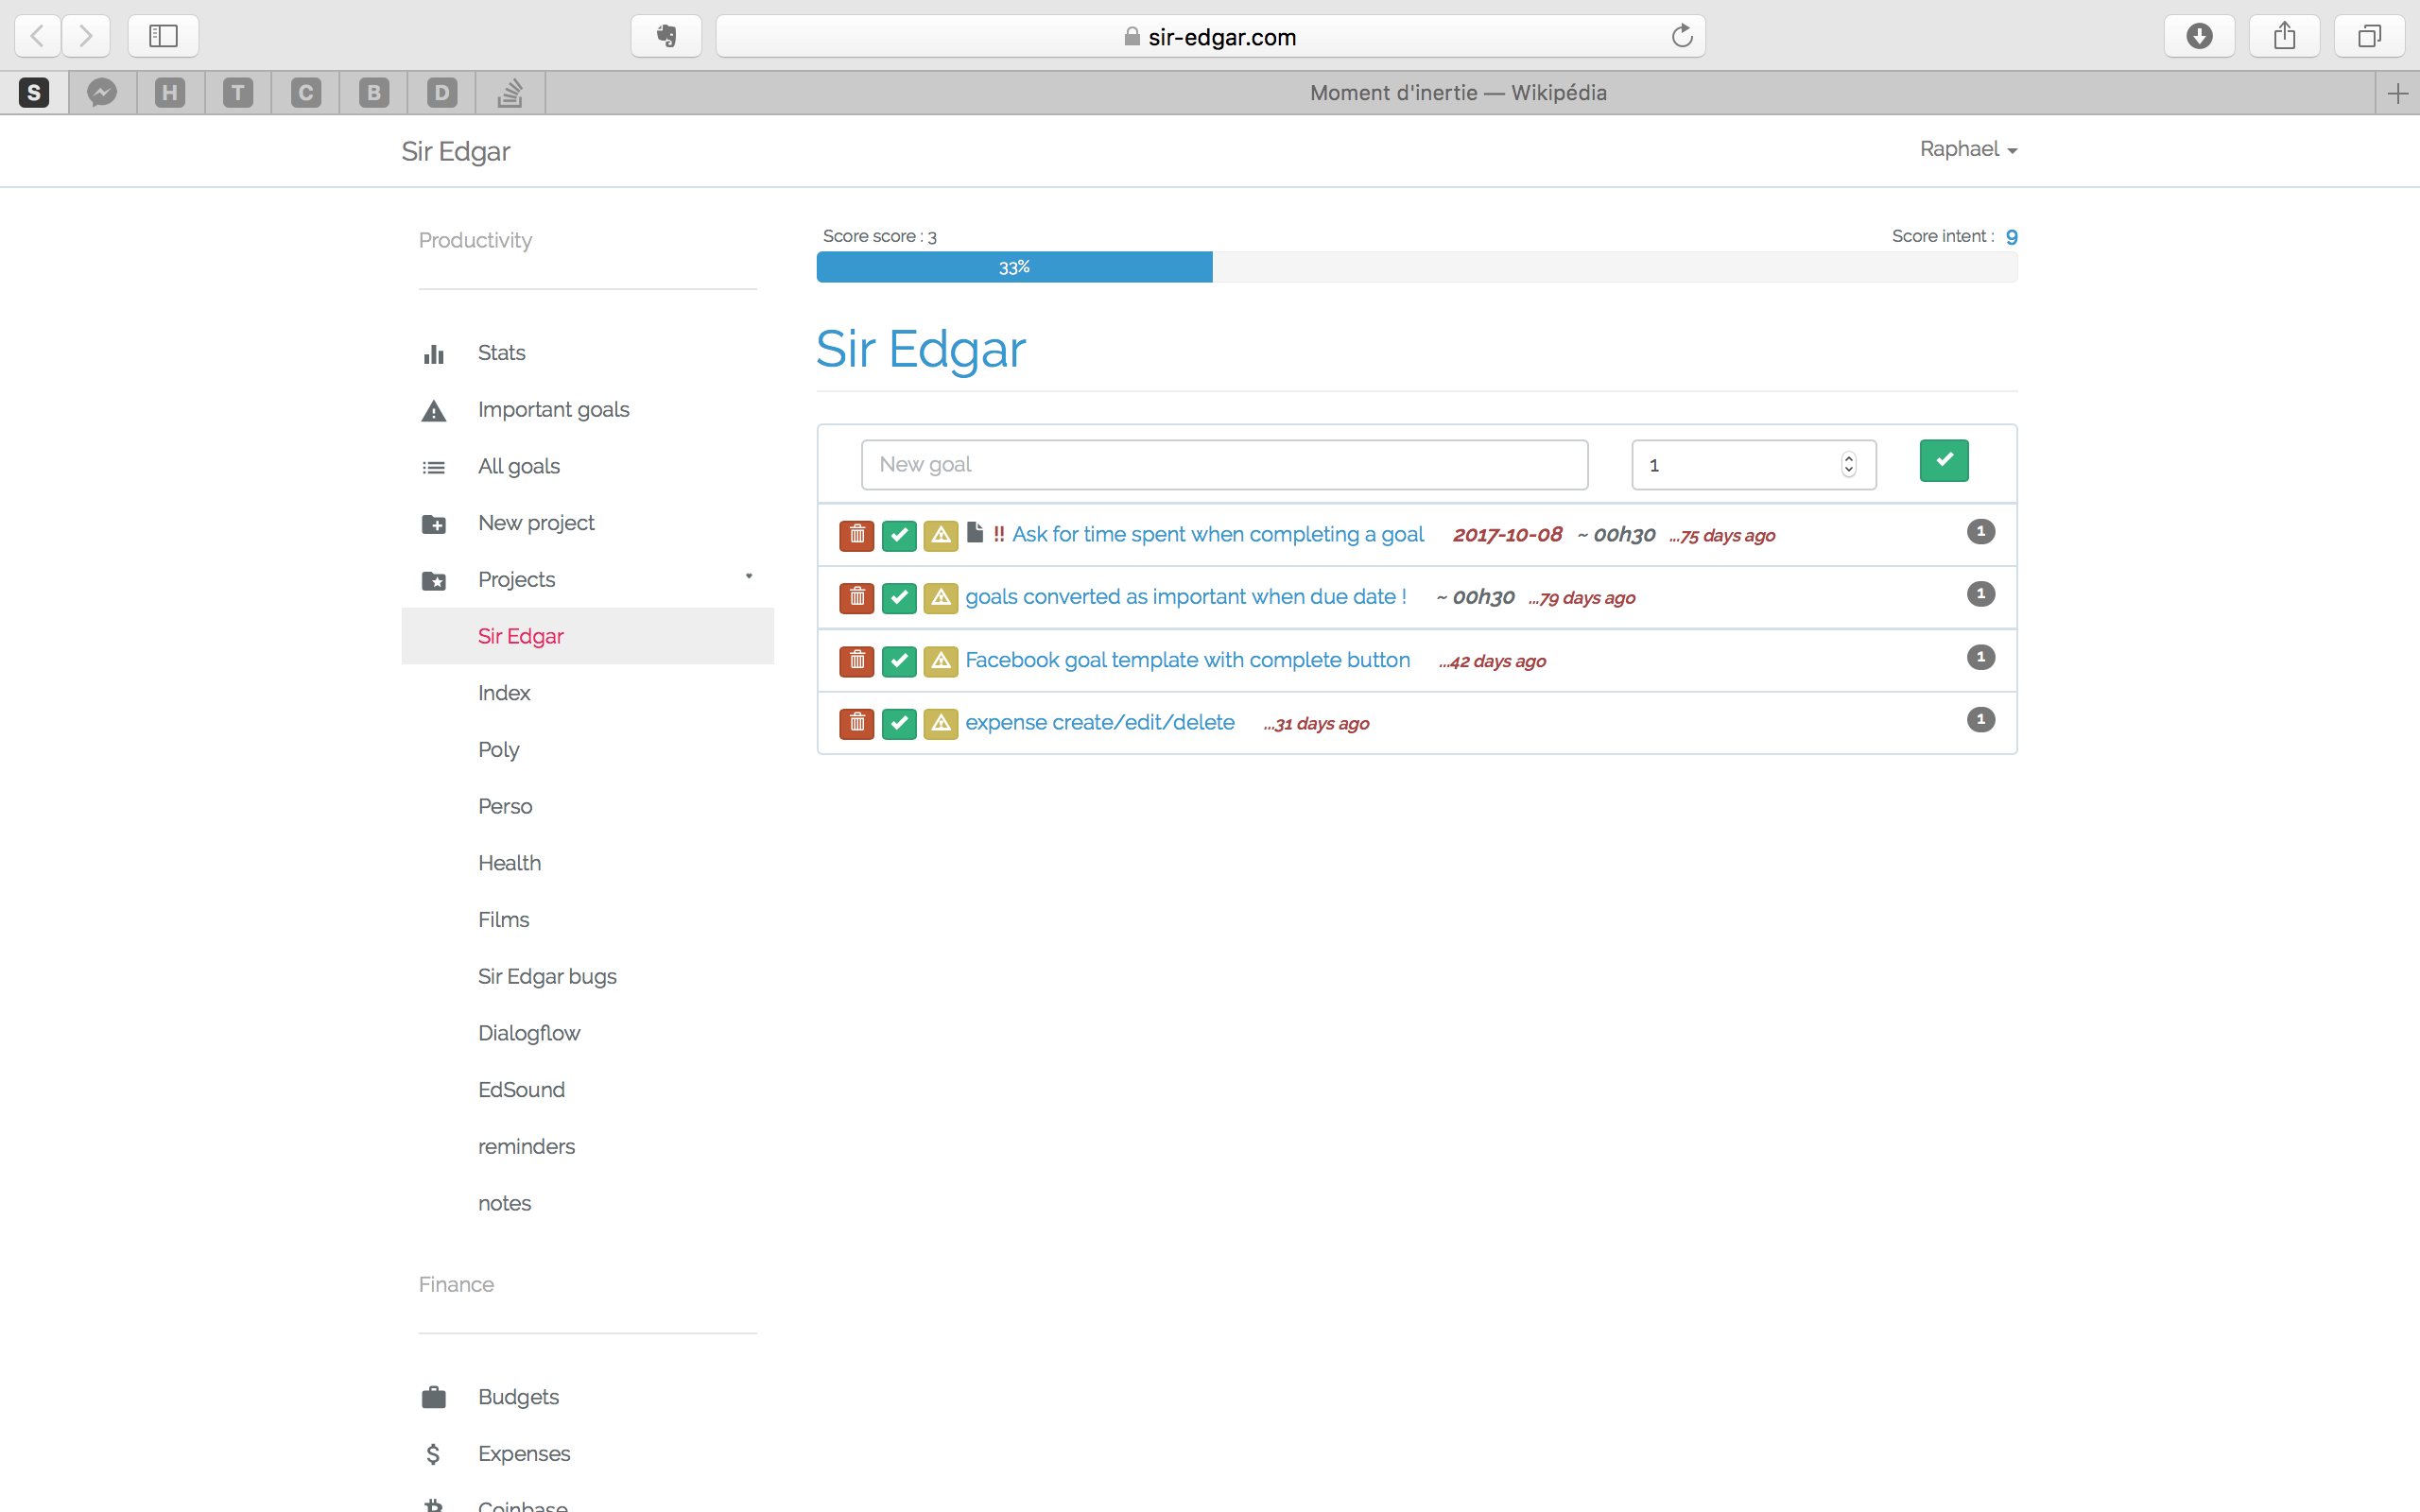 sir-edgar.com
S H T C B D Moment d'inertie — Wikipédia
Sir Edgar Raphael
Productivity
Stats
Important goals
All goals
New project
Projects
Sir Edgar
Index
Poly
Perso
Health
Films
Sir Edgar bugs
Dialogflow
EdSound
reminders
notes
Finance
Budgets
Expenses
Coinbase
Score score : 3 Score intent : 9
33%
Sir Edgar
New goal 1
!! Ask for time spent when completing a goal 2017-10-08 ~ 00h30 ...75 days ago 1
goals converted as important when due date ! ~ 00h30 ...79 days ago 1
Facebook goal template with complete button ...42 days ago 1
expense create/edit/delete ...31 days ago 1